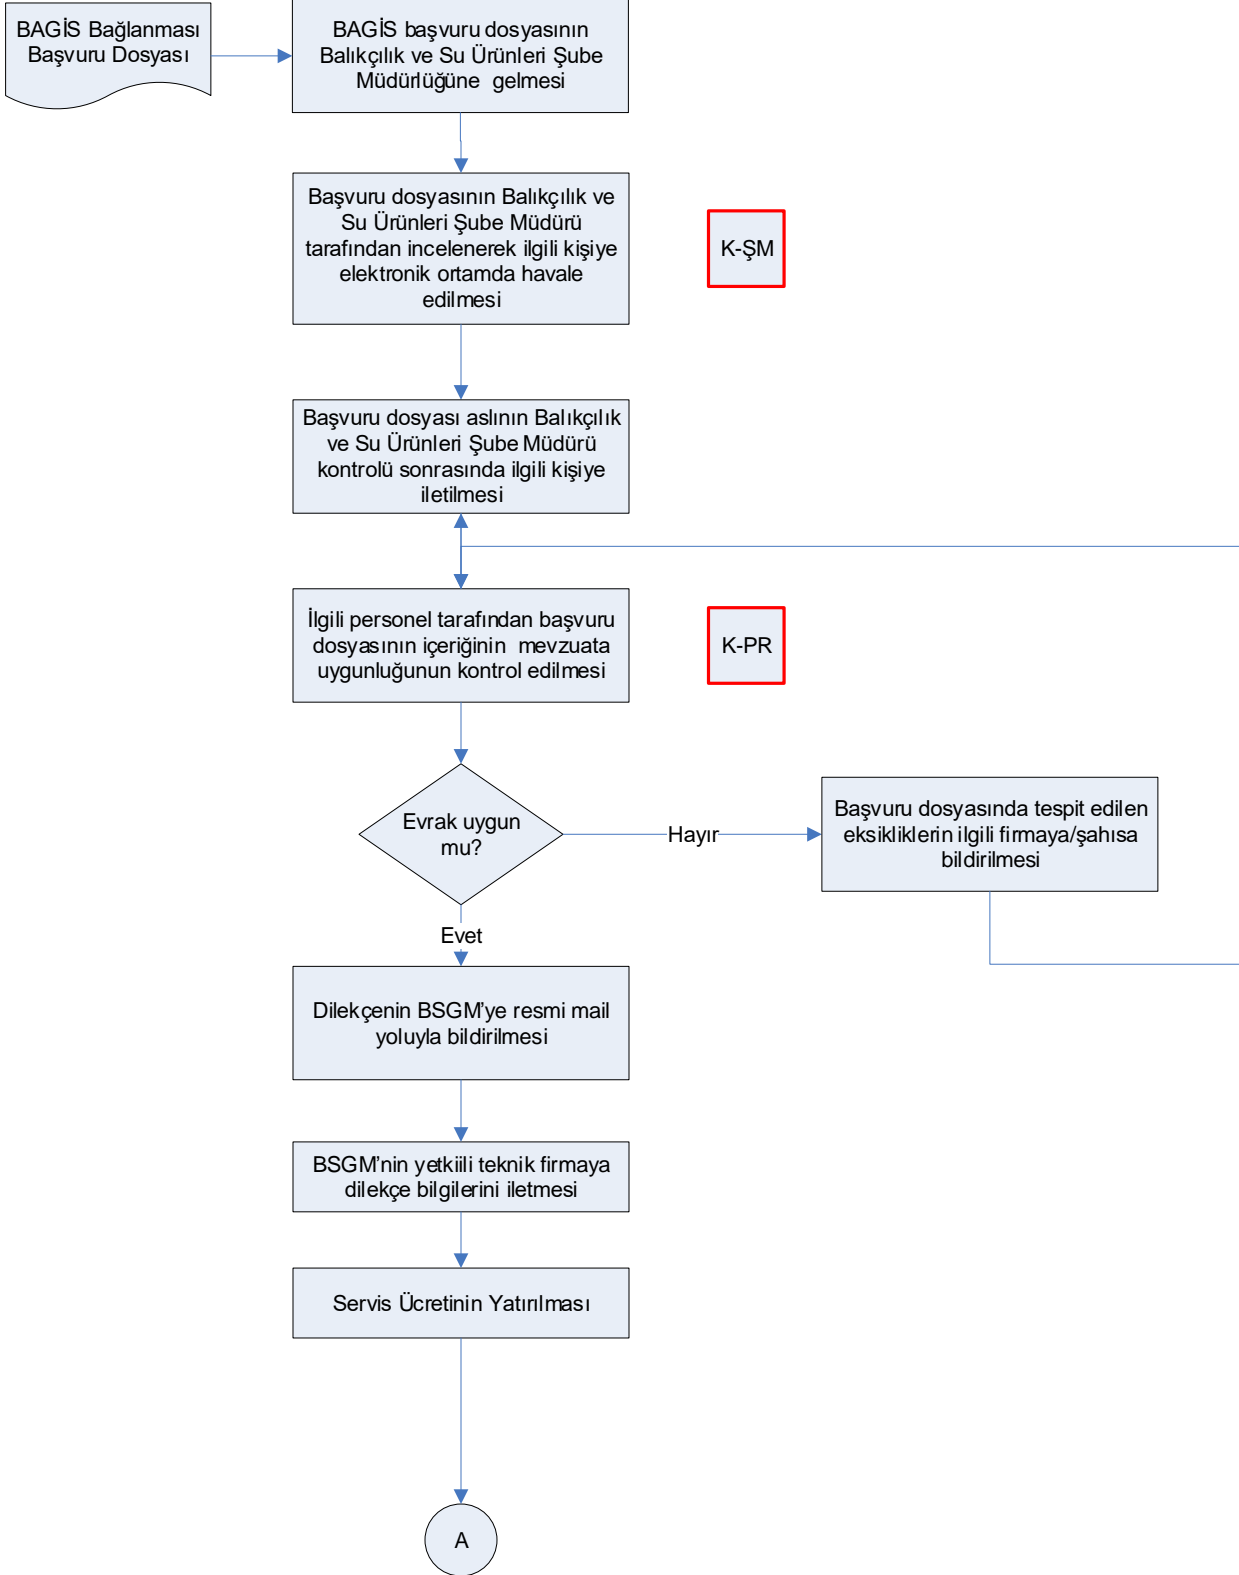 BAGİS Bağlanması
Başvuru Dosyası
BAGİS başvuru dosyasının
Balıkçılık ve Su Ürünleri Şube
Müdürlüğüne gelmesi
Başvuru dosyasının Balıkçılık ve
Su Ürünleri Şube Müdürü
tarafından incelenerek ilgili kişiye
elektronik ortamda havale
edilmesi
K-ŞM
Başvuru dosyası aslının Balıkçılık
ve Su Ürünleri Şube Müdürü
kontrolü sonrasında ilgili kişiye
iletilmesi
İlgili personel tarafından başvuru
dosyasının içeriğinin mevzuata
uygunluğunun kontrol edilmesi
K-PR
Evrak uygun
mu?
Hayır
Başvuru dosyasında tespit edilen
eksikliklerin ilgili firmaya/şahısa
bildirilmesi
Evet
Dilekçenin BSGM'ye resmi mail
yoluyla bildirilmesi
BSGM'nin yetkiili teknik firmaya
dilekçe bilgilerini iletmesi
Servis Ücretinin Yatırılması
A